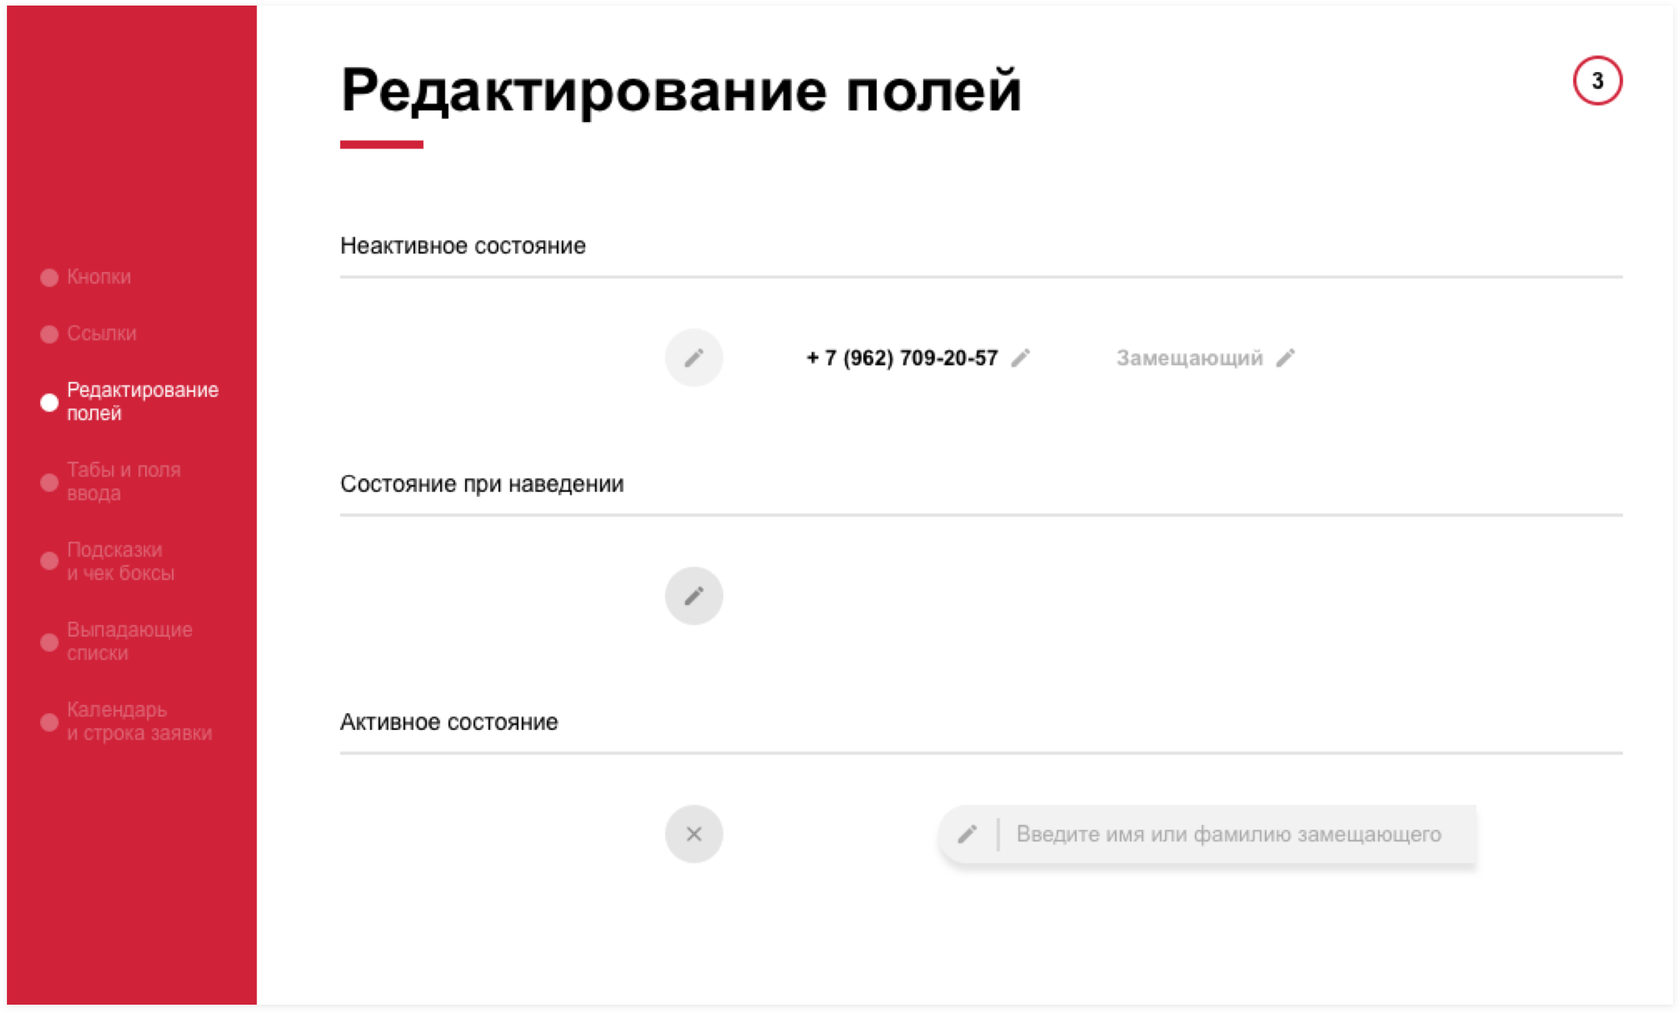 Редактирование полей
3
Кнопки
Ссылки
Редактирование
полей
Табы и поля
ввода
Подсказки
и чек боксы
Выпадающие
списки
Календарь
и строка заявки
Неактивное состояние
+ 7 (962) 709-20-57
Замещающий
Состояние при наведении
Активное состояние
Введите имя или фамилию замещающего